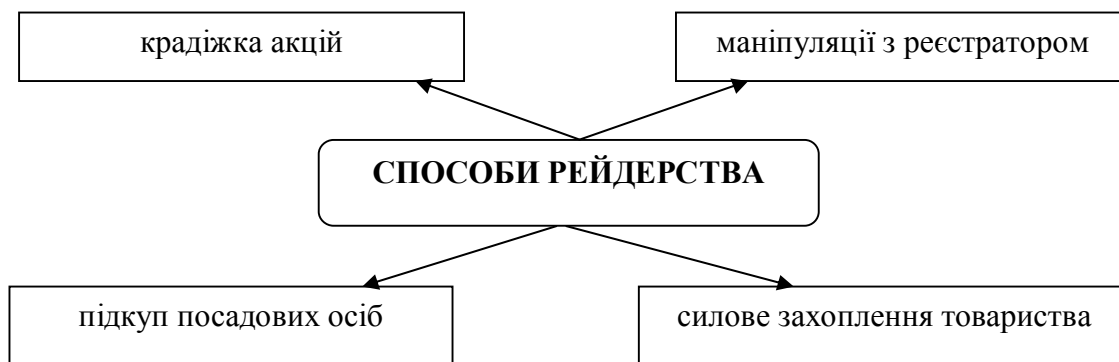 крадіжка акцій
маніпуляції з реєстратором
СПОСОБИ РЕЙДЕРСТВА
підкуп посадових осіб
силове захоплення товариства